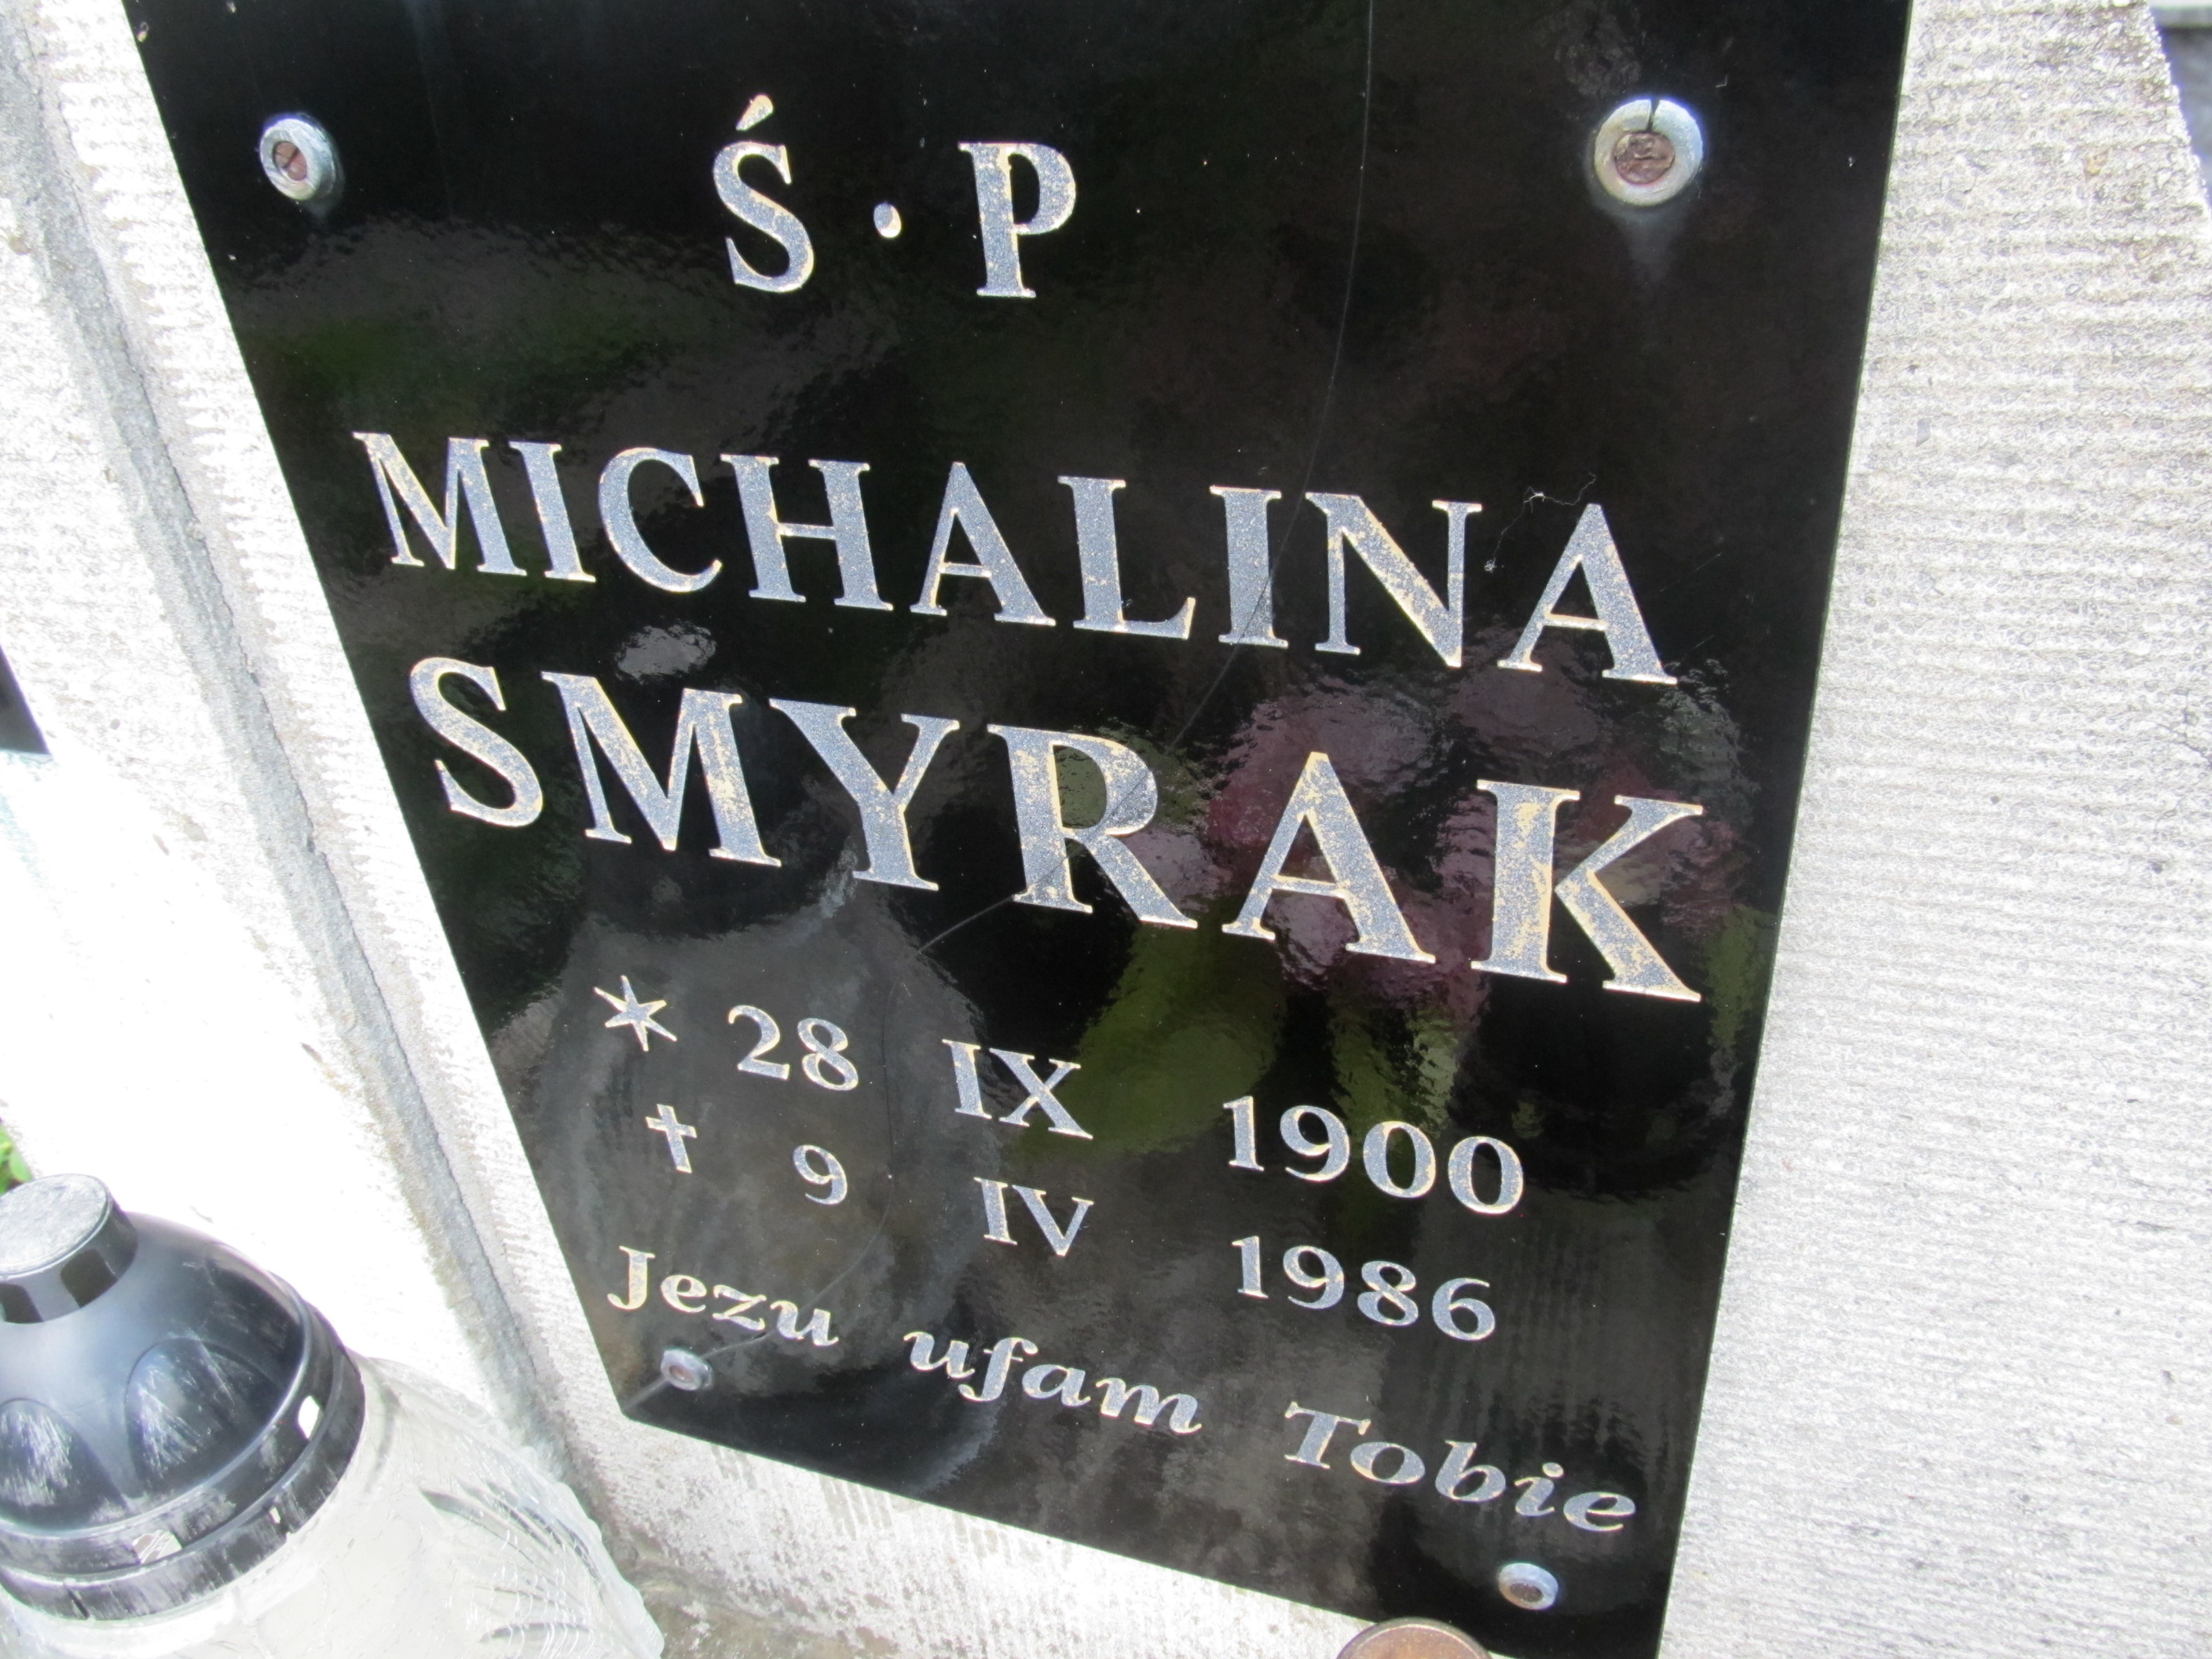 Ś·P
MICHALINA
SMYRAK
* 28 IX 1900
† 9 IV 1986
Jezu ufam Tobie